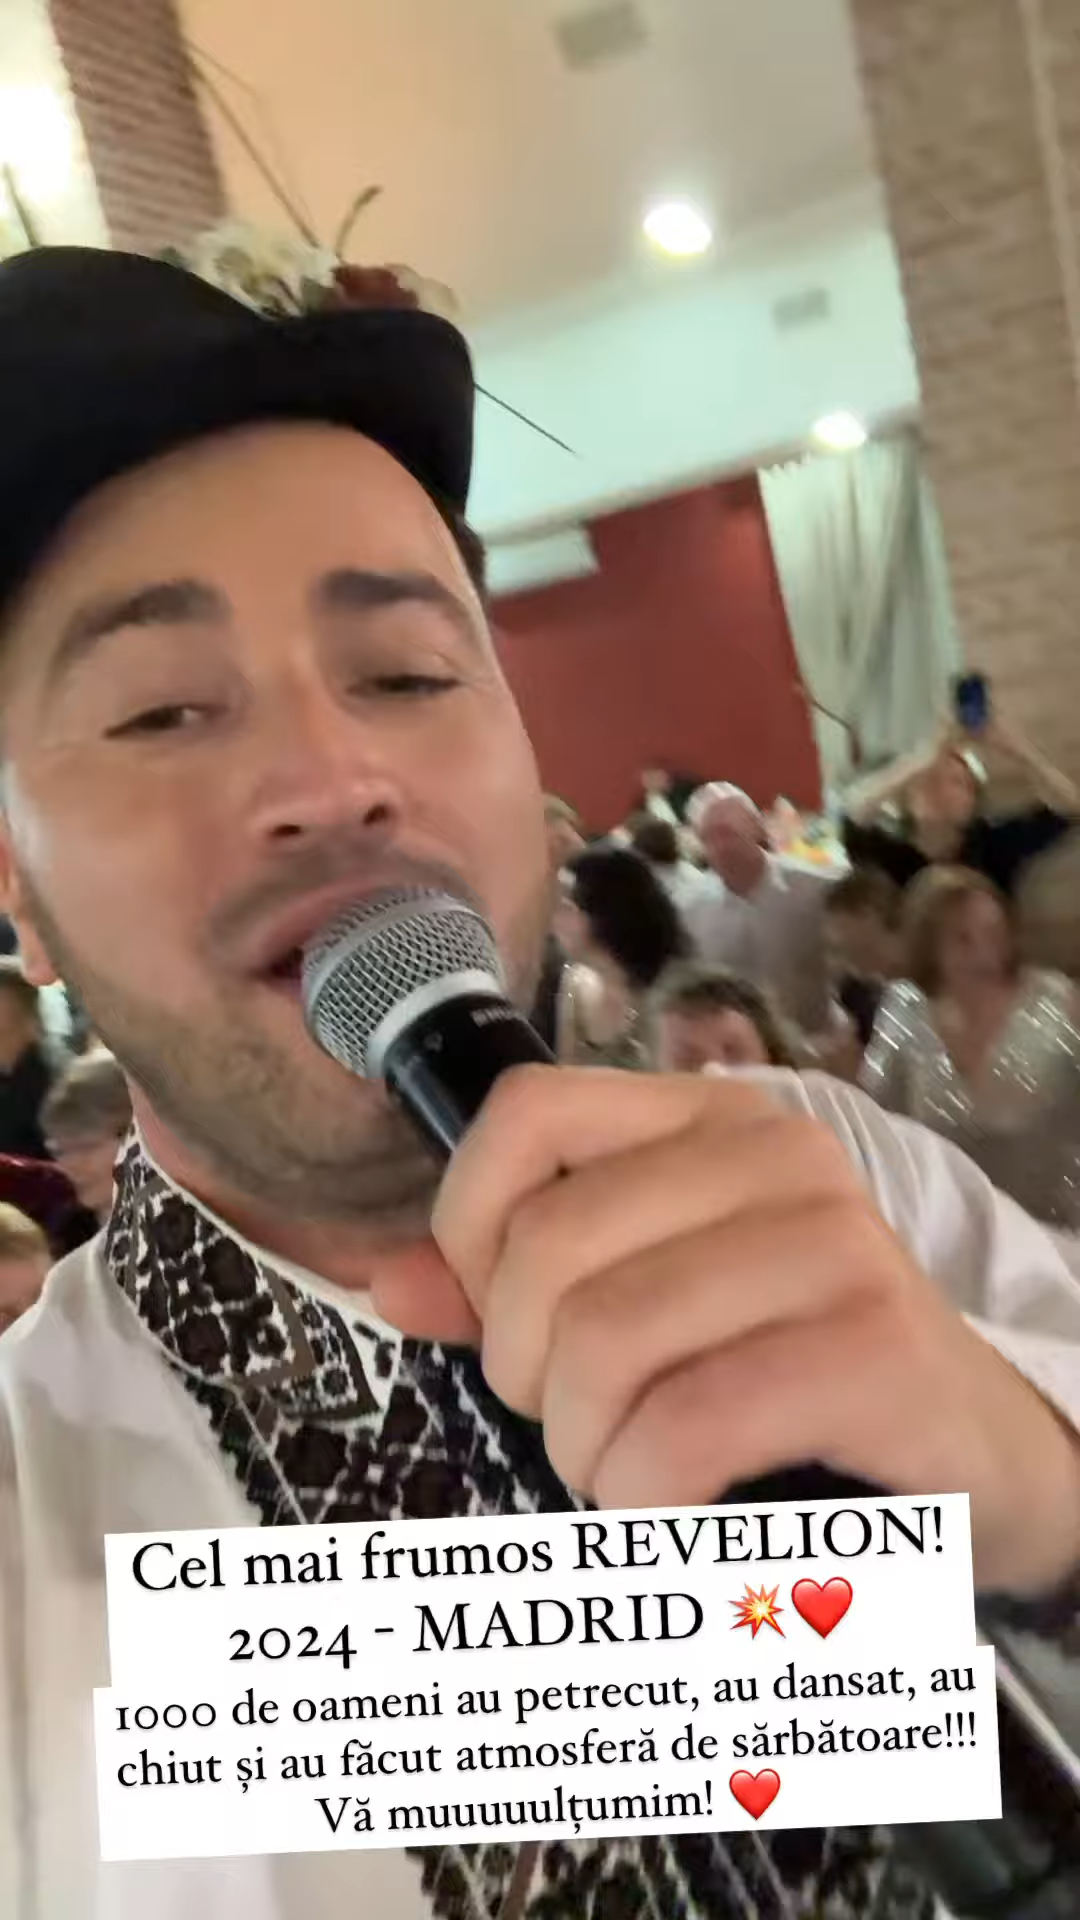 Cel mai frumos REVELION!
2024 - MADRID 💥❤️
1000 de oameni au petrecut, au dansat, au
chiut și au făcut atmosferă de sărbătoare!!!
Vă muuuuulțumim! ❤️